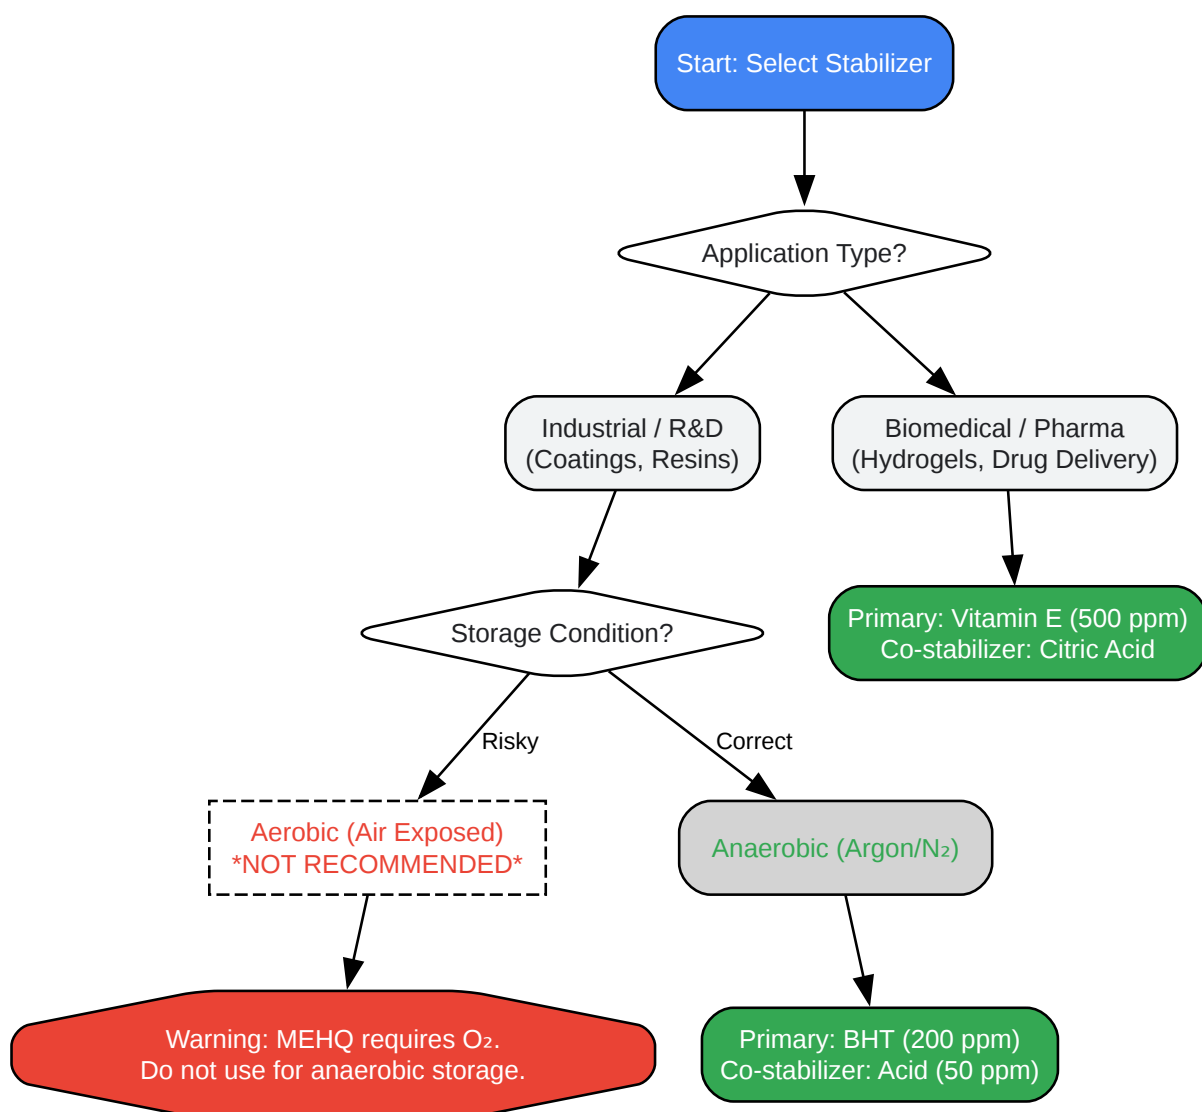 Start: Select Stabilizer
Application Type?
Industrial / R&D
(Coatings, Resins)
Biomedical / Pharma
(Hydrogels, Drug Delivery)
Storage Condition?
Primary: Vitamin E (500 ppm)
Co-stabilizer: Citric Acid
Risky
Correct
Aerobic (Air Exposed)
*NOT RECOMMENDED*
Anaerobic (Argon/N₂)
Warning: MEHQ requires O₂.
Do not use for anaerobic storage.
Primary: BHT (200 ppm)
Co-stabilizer: Acid (50 ppm)